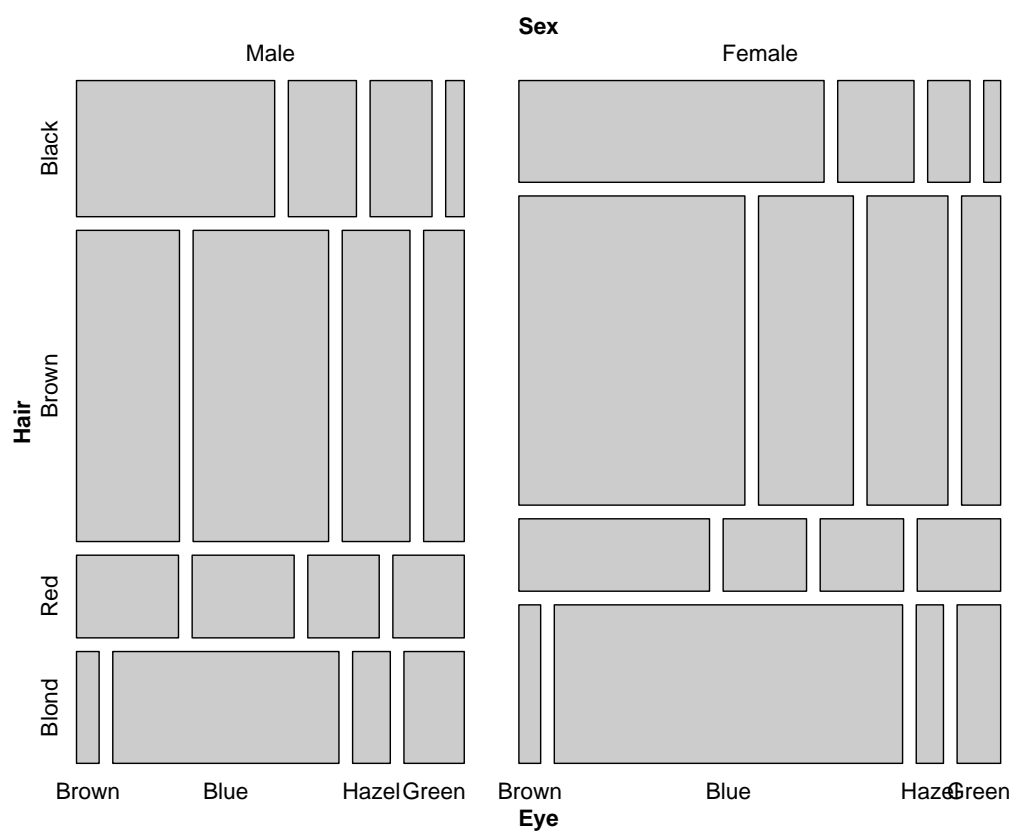 Sex
Male Female
Black
Brown
Hair
Red
Blond
Brown Blue Hazel Green Brown Blue Hazel Green
Eye